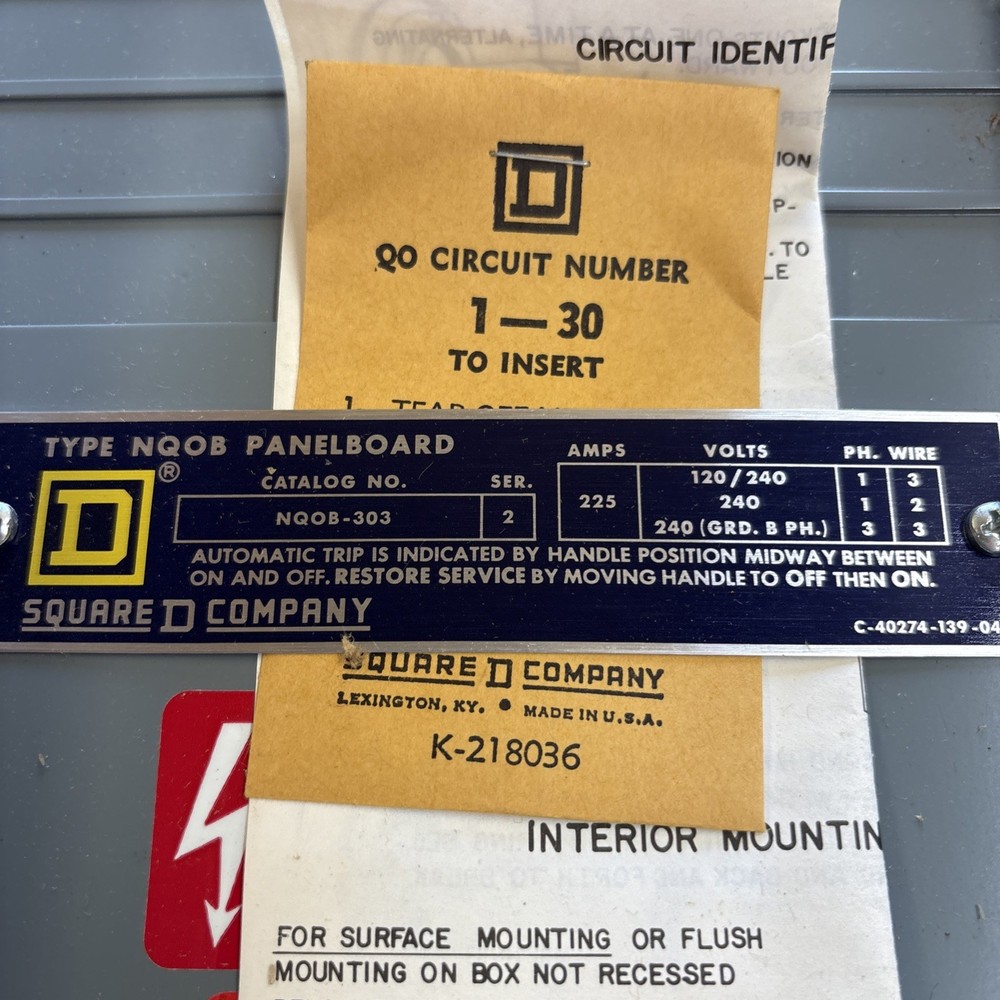 CIRCUIT IDENTIF
ION
P-
. TO
LE
D
QO CIRCUIT NUMBER
1—30
TO INSERT
1. TEAR OFF
TYPE NQOB PANELBOARD
D ®
CATALOG NO. SER.
NQOB-303 2
AMPS VOLTS PH. WIRE
225
120/240 1 3
240 1 2
240 (GRD. B PH.) 3 3
AUTOMATIC TRIP IS INDICATED BY HANDLE POSITION MIDWAY BETWEEN
ON AND OFF. RESTORE SERVICE BY MOVING HANDLE TO OFF THEN ON.
SQUARE D COMPANY
C-40274-139-04
SQUARE D COMPANY
LEXINGTON, KY. • MADE IN U.S.A.
K-218036
INTERIOR MOUNTIN
FOR SURFACE MOUNTING OR FLUSH
MOUNTING ON BOX NOT RECESSED